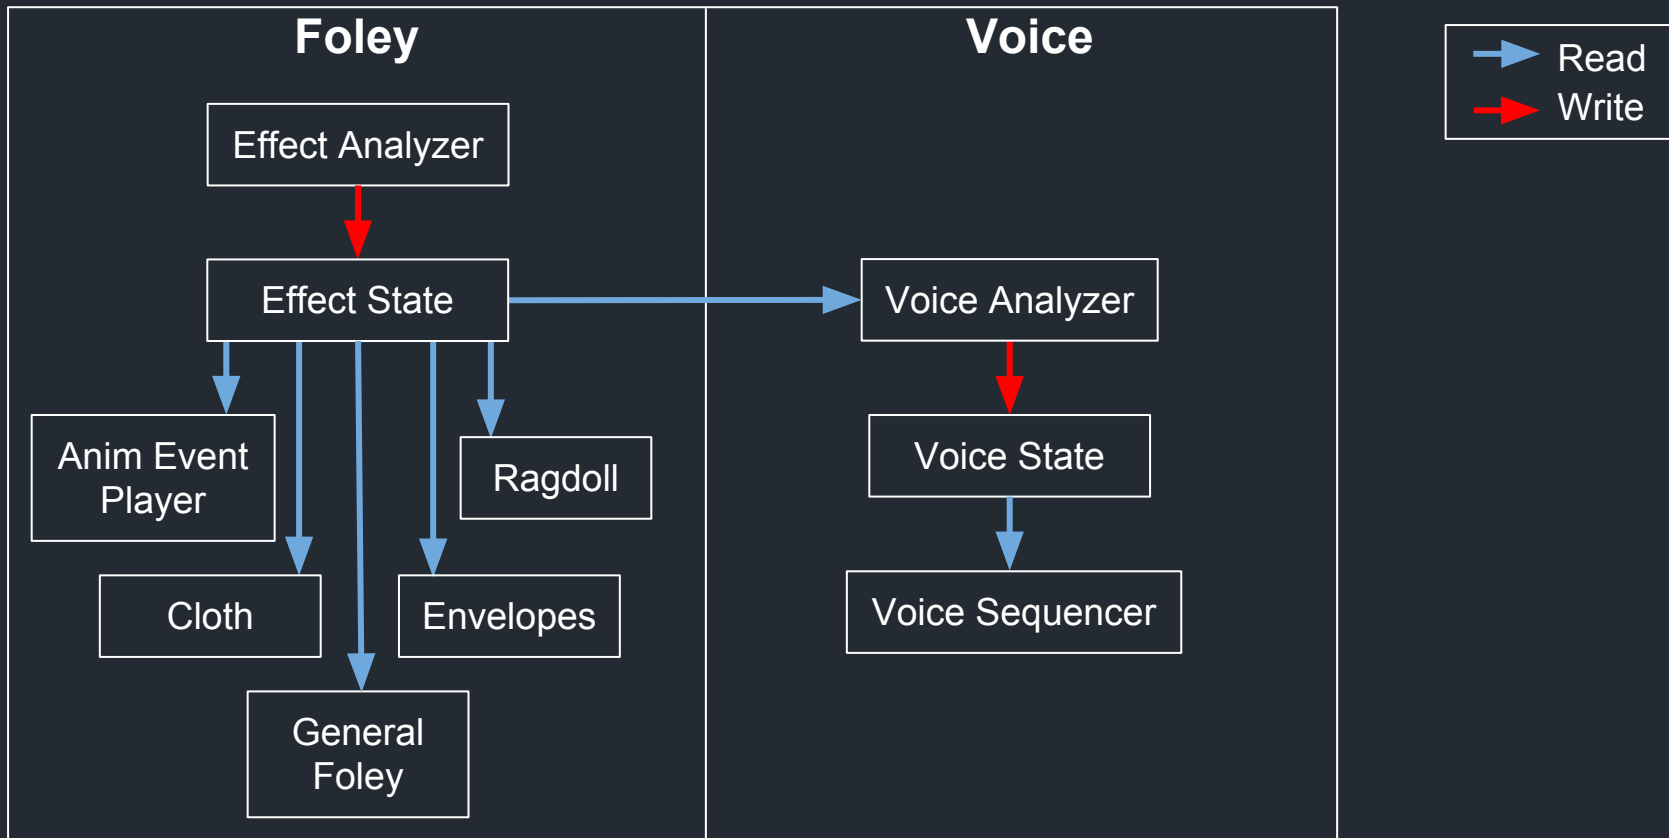 Foley
Voice
Read
Write
Effect Analyzer
Effect State
Voice Analyzer
Anim Event
Player
Ragdoll
Voice State
Cloth
Envelopes
Voice Sequencer
General
Foley